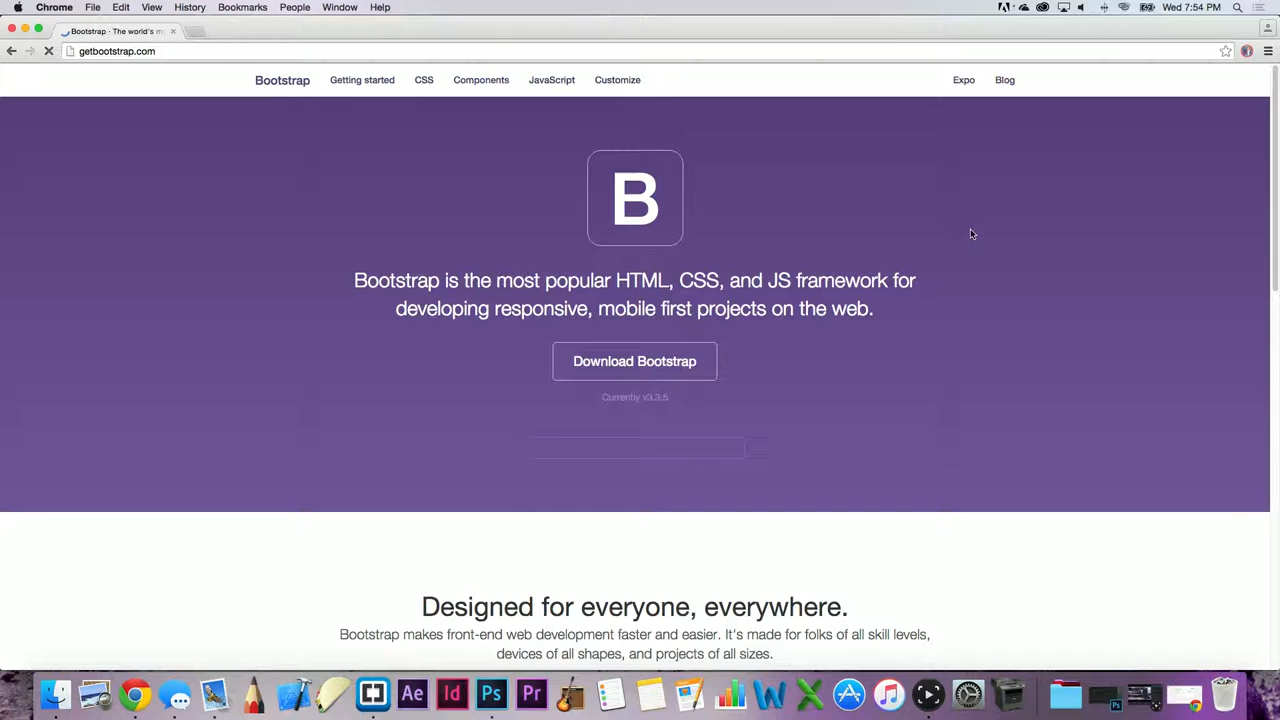 Chrome File Edit View History Bookmarks People Window Help Wed 7:54 PM
Bootstrap · The world's m
getbootstrap.com
Bootstrap Getting started CSS Components JavaScript Customize Expo Blog
B
Bootstrap is the most popular HTML, CSS, and JS framework for
developing responsive, mobile first projects on the web.
Download Bootstrap
Currently v3.3.5
Designed for everyone, everywhere.
Bootstrap makes front-end web development faster and easier. It's made for folks of all skill levels,
devices of all shapes, and projects of all sizes.
Ae Id Ps Pr